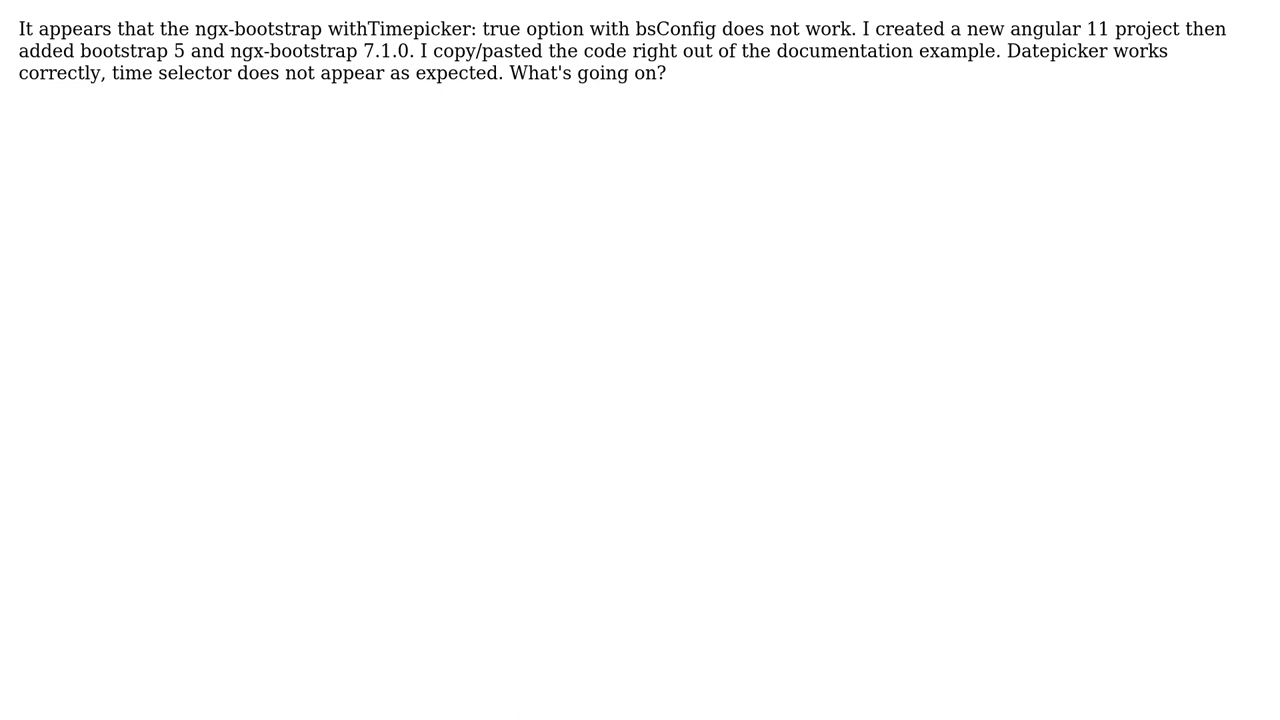 It appears that the ngx-bootstrap withTimepicker: true option with bsConfig does not work. I created a new angular 11 project then
added bootstrap 5 and ngx-bootstrap 7.1.0. I copy/pasted the code right out of the documentation example. Datepicker works
correctly, time selector does not appear as expected. What's going on?